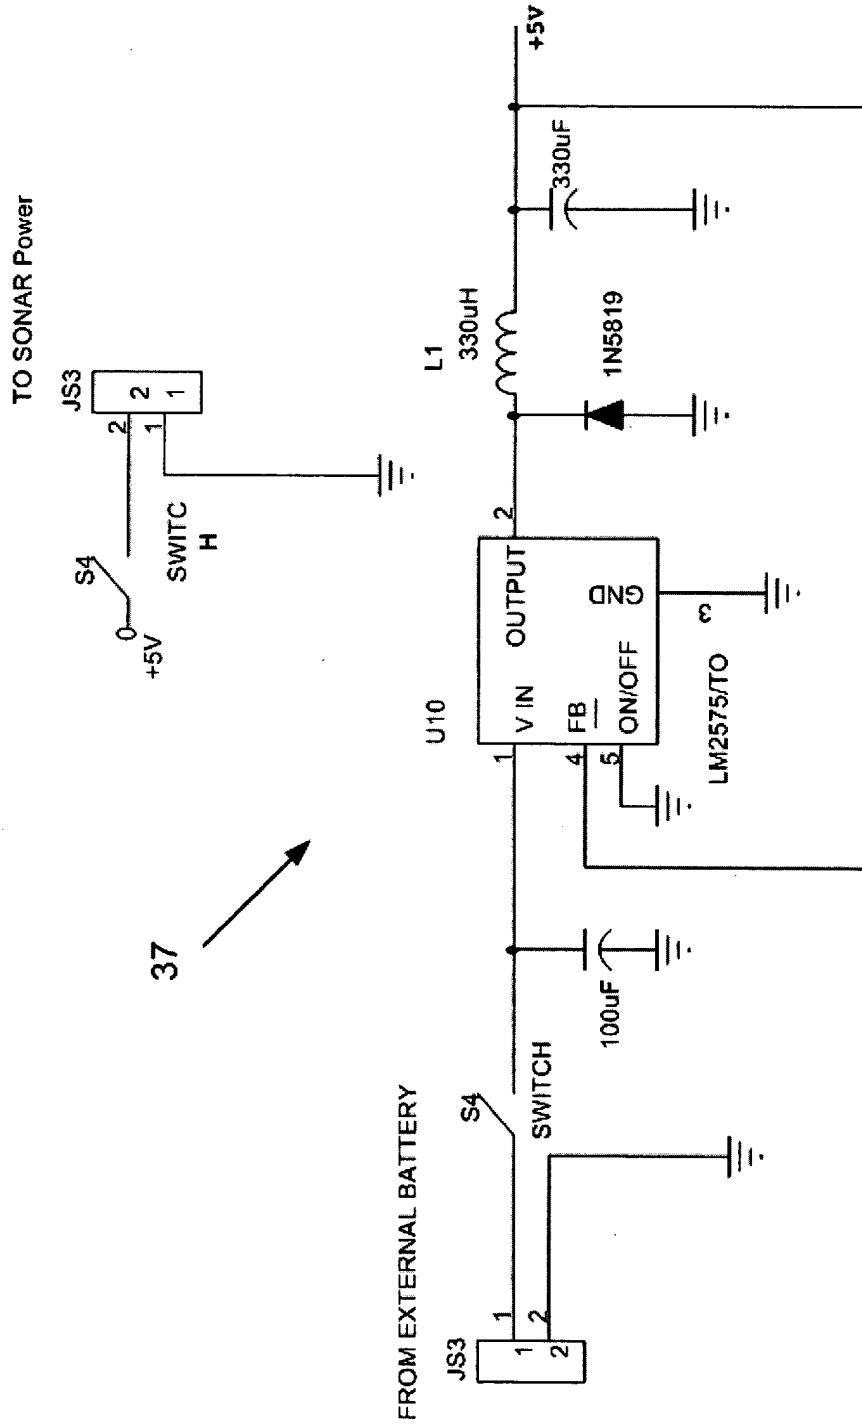 TO SONAR Power
JS3
2
1
2
1
S4
SWITC
H
0
+5V
37
FROM EXTERNAL BATTERY
JS3
1
2
1
2
S4
SWITCH
100uF
U10
1
V IN
OUTPUT
2
4
FB
5
ON/OFF
GND
3
LM2575/TO
L1
330uH
1N5819
330uF
+5V